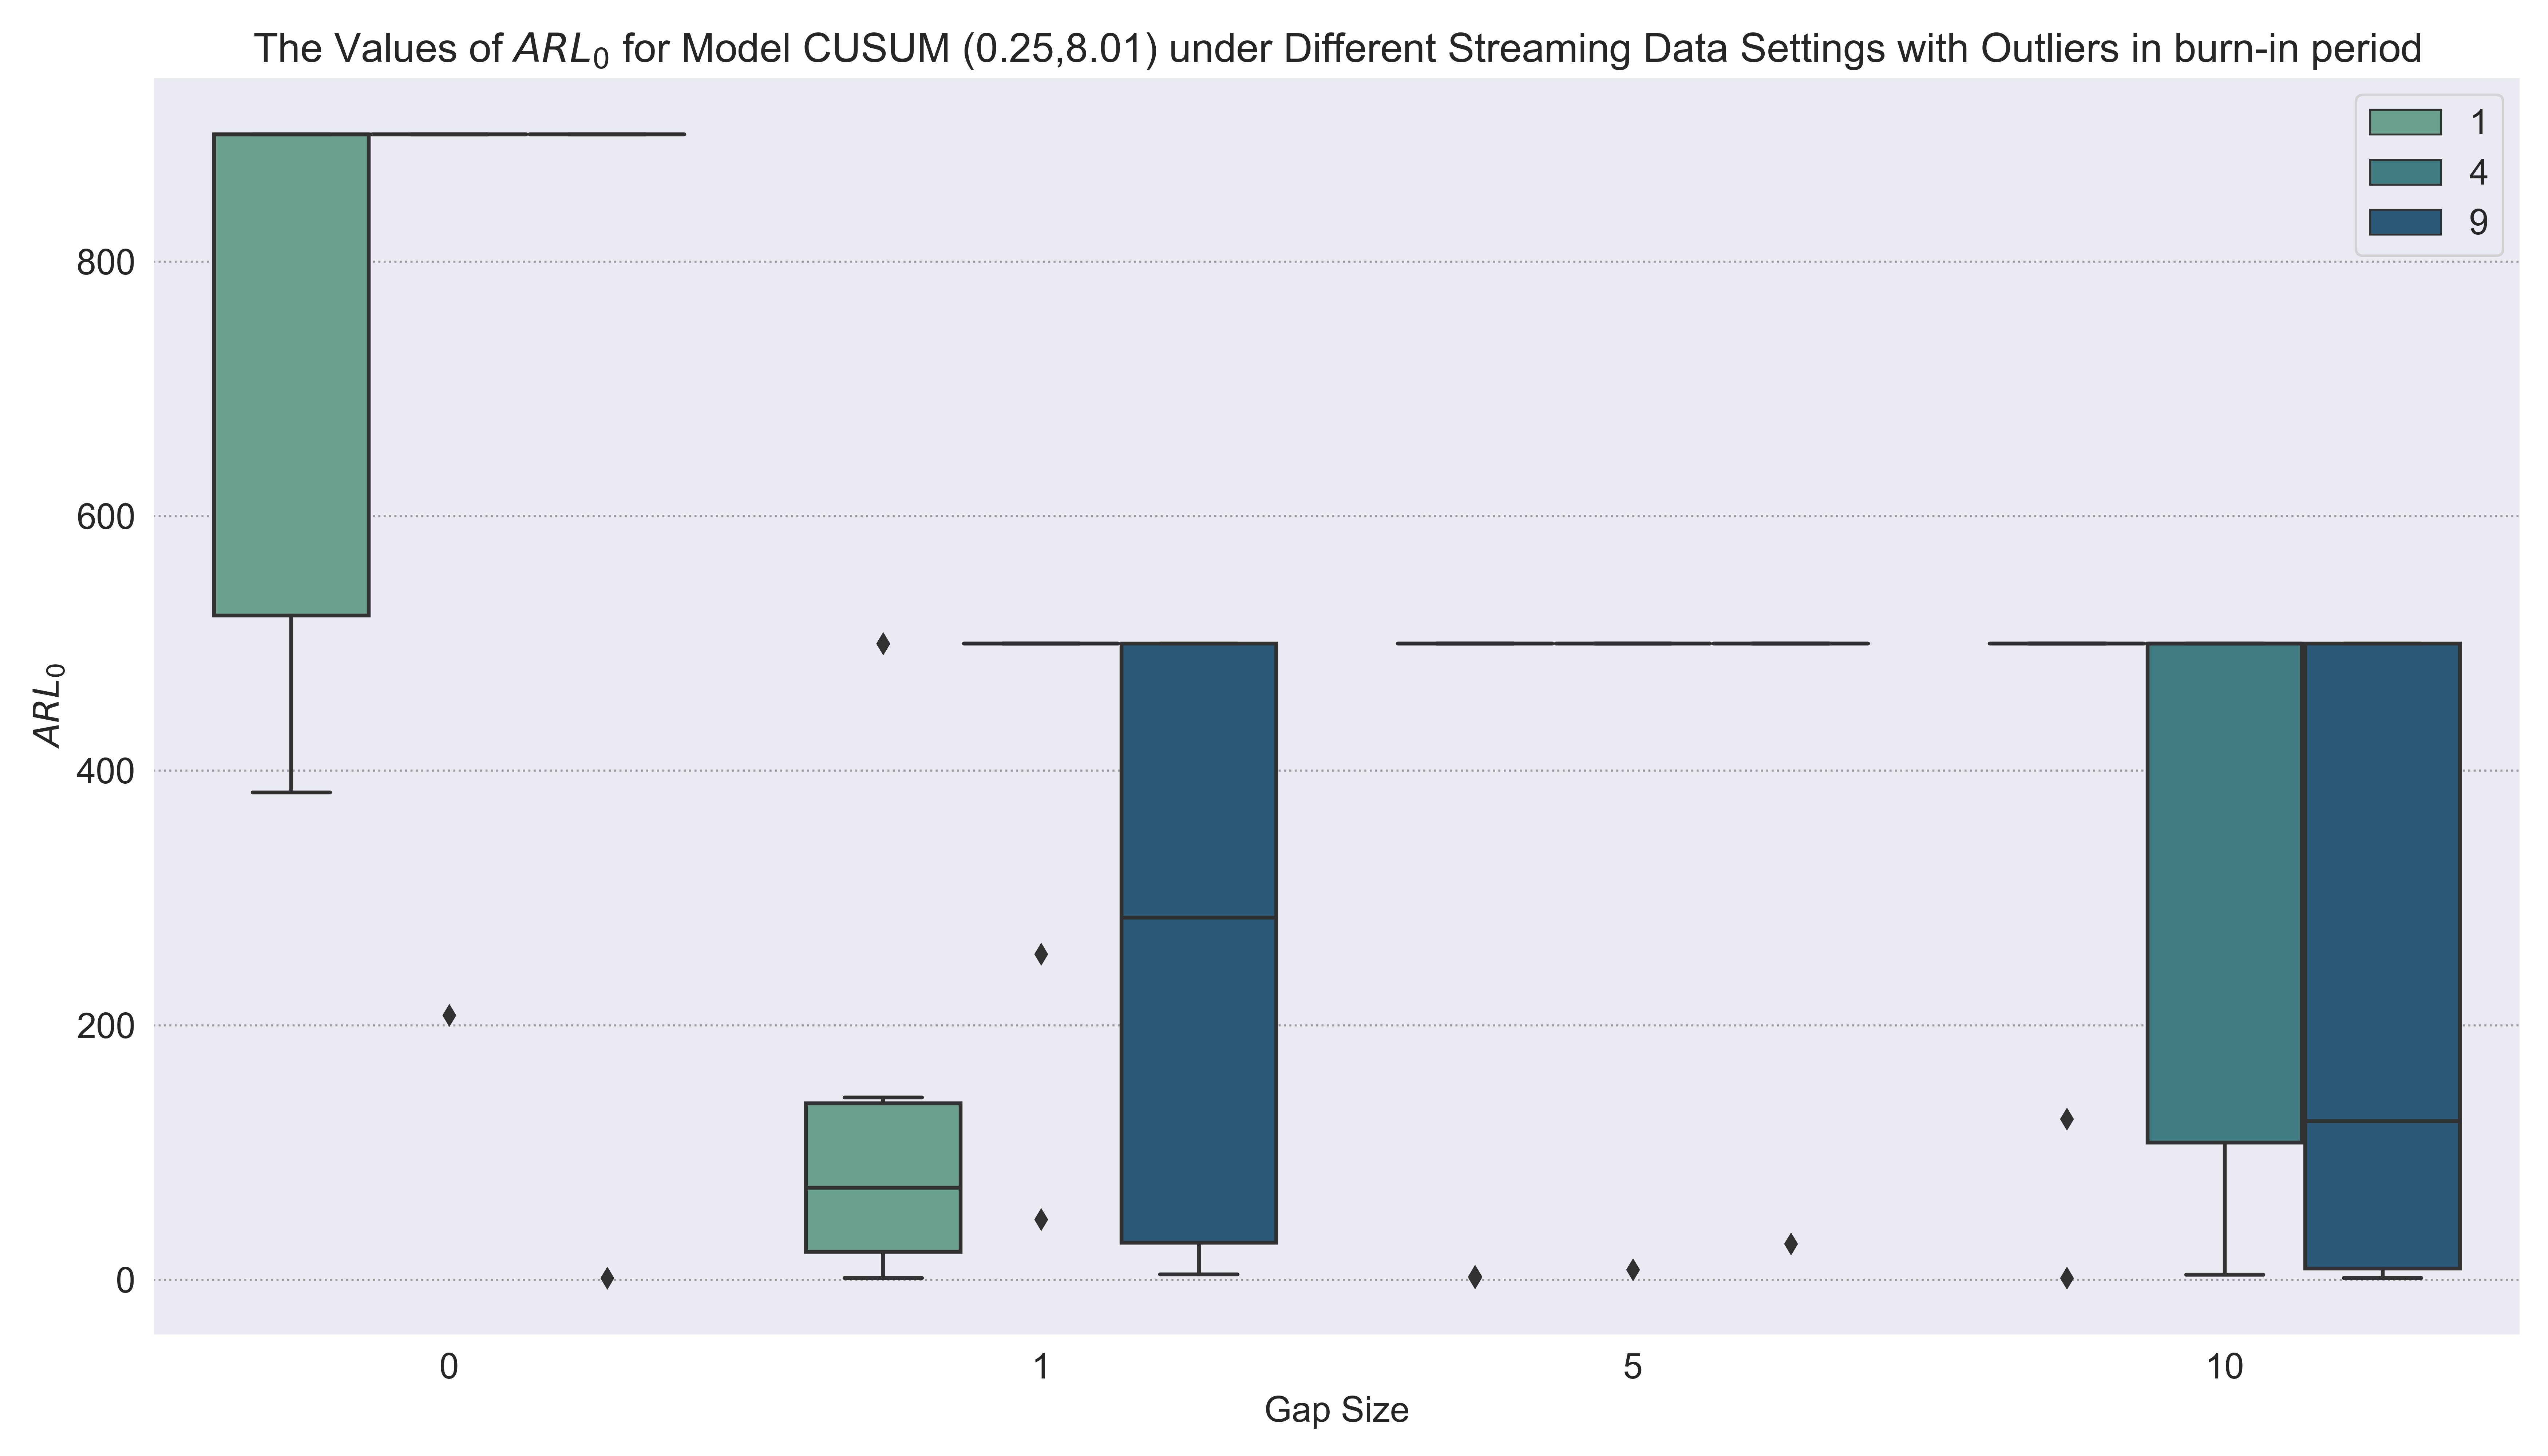 The Values of ARL₀ for Model CUSUM (0.25,8.01) under Different Streaming Data Settings with Outliers in burn-in period
1
4
9
800
600
400
200
0
ARL₀
0 1 5 10
Gap Size